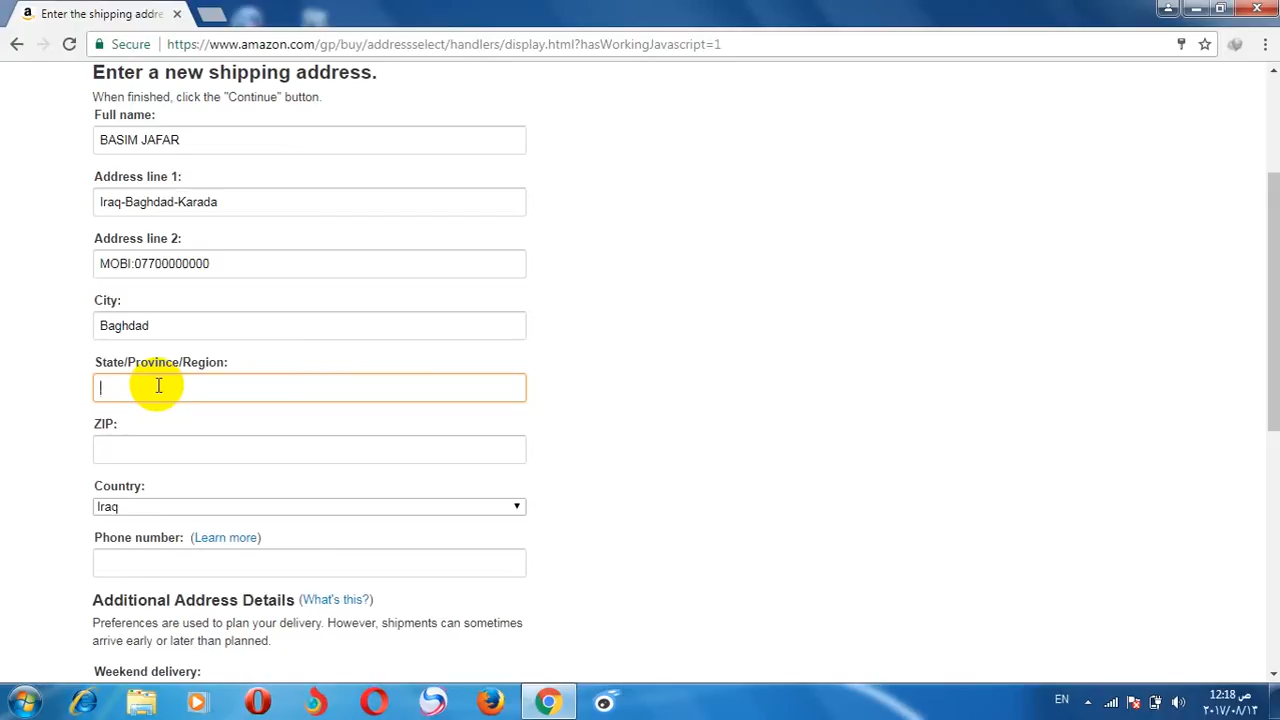 Enter the shipping addre
Secure
https://www.amazon.com/gp/buy/addressselect/handlers/display.html?hasWorkingJavascript=1
Enter a new shipping address.
When finished, click the "Continue" button.
Full name:
BASIM JAFAR
Address line 1:
Iraq-Baghdad-Karada
Address line 2:
MOBI:07700000000
City:
Baghdad
State/Province/Region:
ZIP:
Country:
Iraq
Phone number: (Learn more)
Additional Address Details (What's this?)
Preferences are used to plan your delivery. However, shipments can sometimes
arrive early or later than planned.
Weekend delivery:
EN
12:18 ص
٢٠١٧/٠٨/١٣